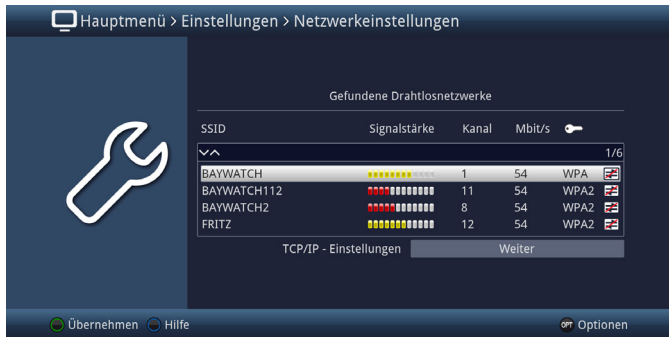 Hauptmenü > Einstellungen > Netzwerkeinstellungen
Gefundene Drahtlosnetzwerke
SSID Signalstärke Kanal Mbit/s
1/6
BAYWATCH 1 54 WPA
BAYWATCH112 11 54 WPA2
BAYWATCH2 8 54 WPA2
FRITZ 12 54 WPA2
TCP/IP - Einstellungen Weiter
Übernehmen Hilfe OPT Optionen